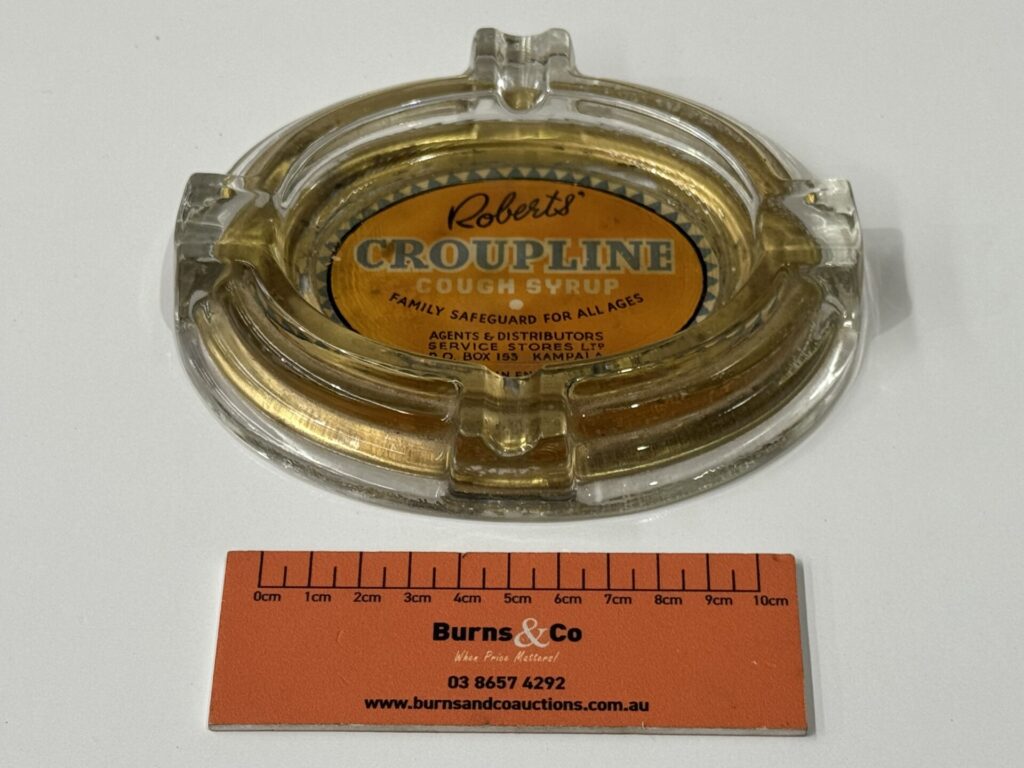 Roberts'
CROUPLINE
COUGH SYRUP
FAMILY SAFEGUARD FOR ALL AGES
AGENTS & DISTRIBUTORS
SERVICE STORES LTD
P.O. BOX 153 KAMPALA
IN
0cm 1cm 2cm 3cm 4cm 5cm 6cm 7cm 8cm 9cm 10cm
Burns & Co
When Price Matters!
03 8657 4292
www.burnsandcoauctions.com.au